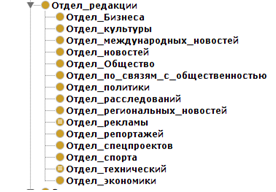 Отдел_редакции
Отдел_Бизнеса
Отдел_культуры
Отдел_международных_новостей
Отдел_новостей
Отдел_Общество
Отдел_по_связям_с_общественностью
Отдел_политики
Отдел_расследований
Отдел_региональных_новостей
Отдел_рекламы
Отдел_репортажей
Отдел_спецпроектов
Отдел_спорта
Отдел_технический
Отдел_экономики